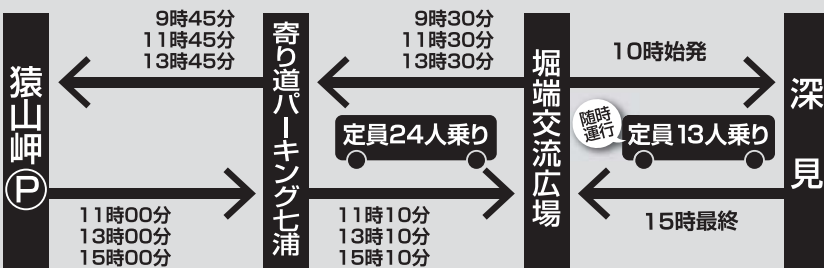 9時45分
11時45分
13時45分
9時30分
11時30分
13時30分
10時始発
猿山岬Ⓟ
寄り道パーキング七浦
堀端交流広場
深見
定員24人乗り
随時
運行
定員13人乗り
11時00分
13時00分
15時00分
11時10分
13時10分
15時10分
15時最終